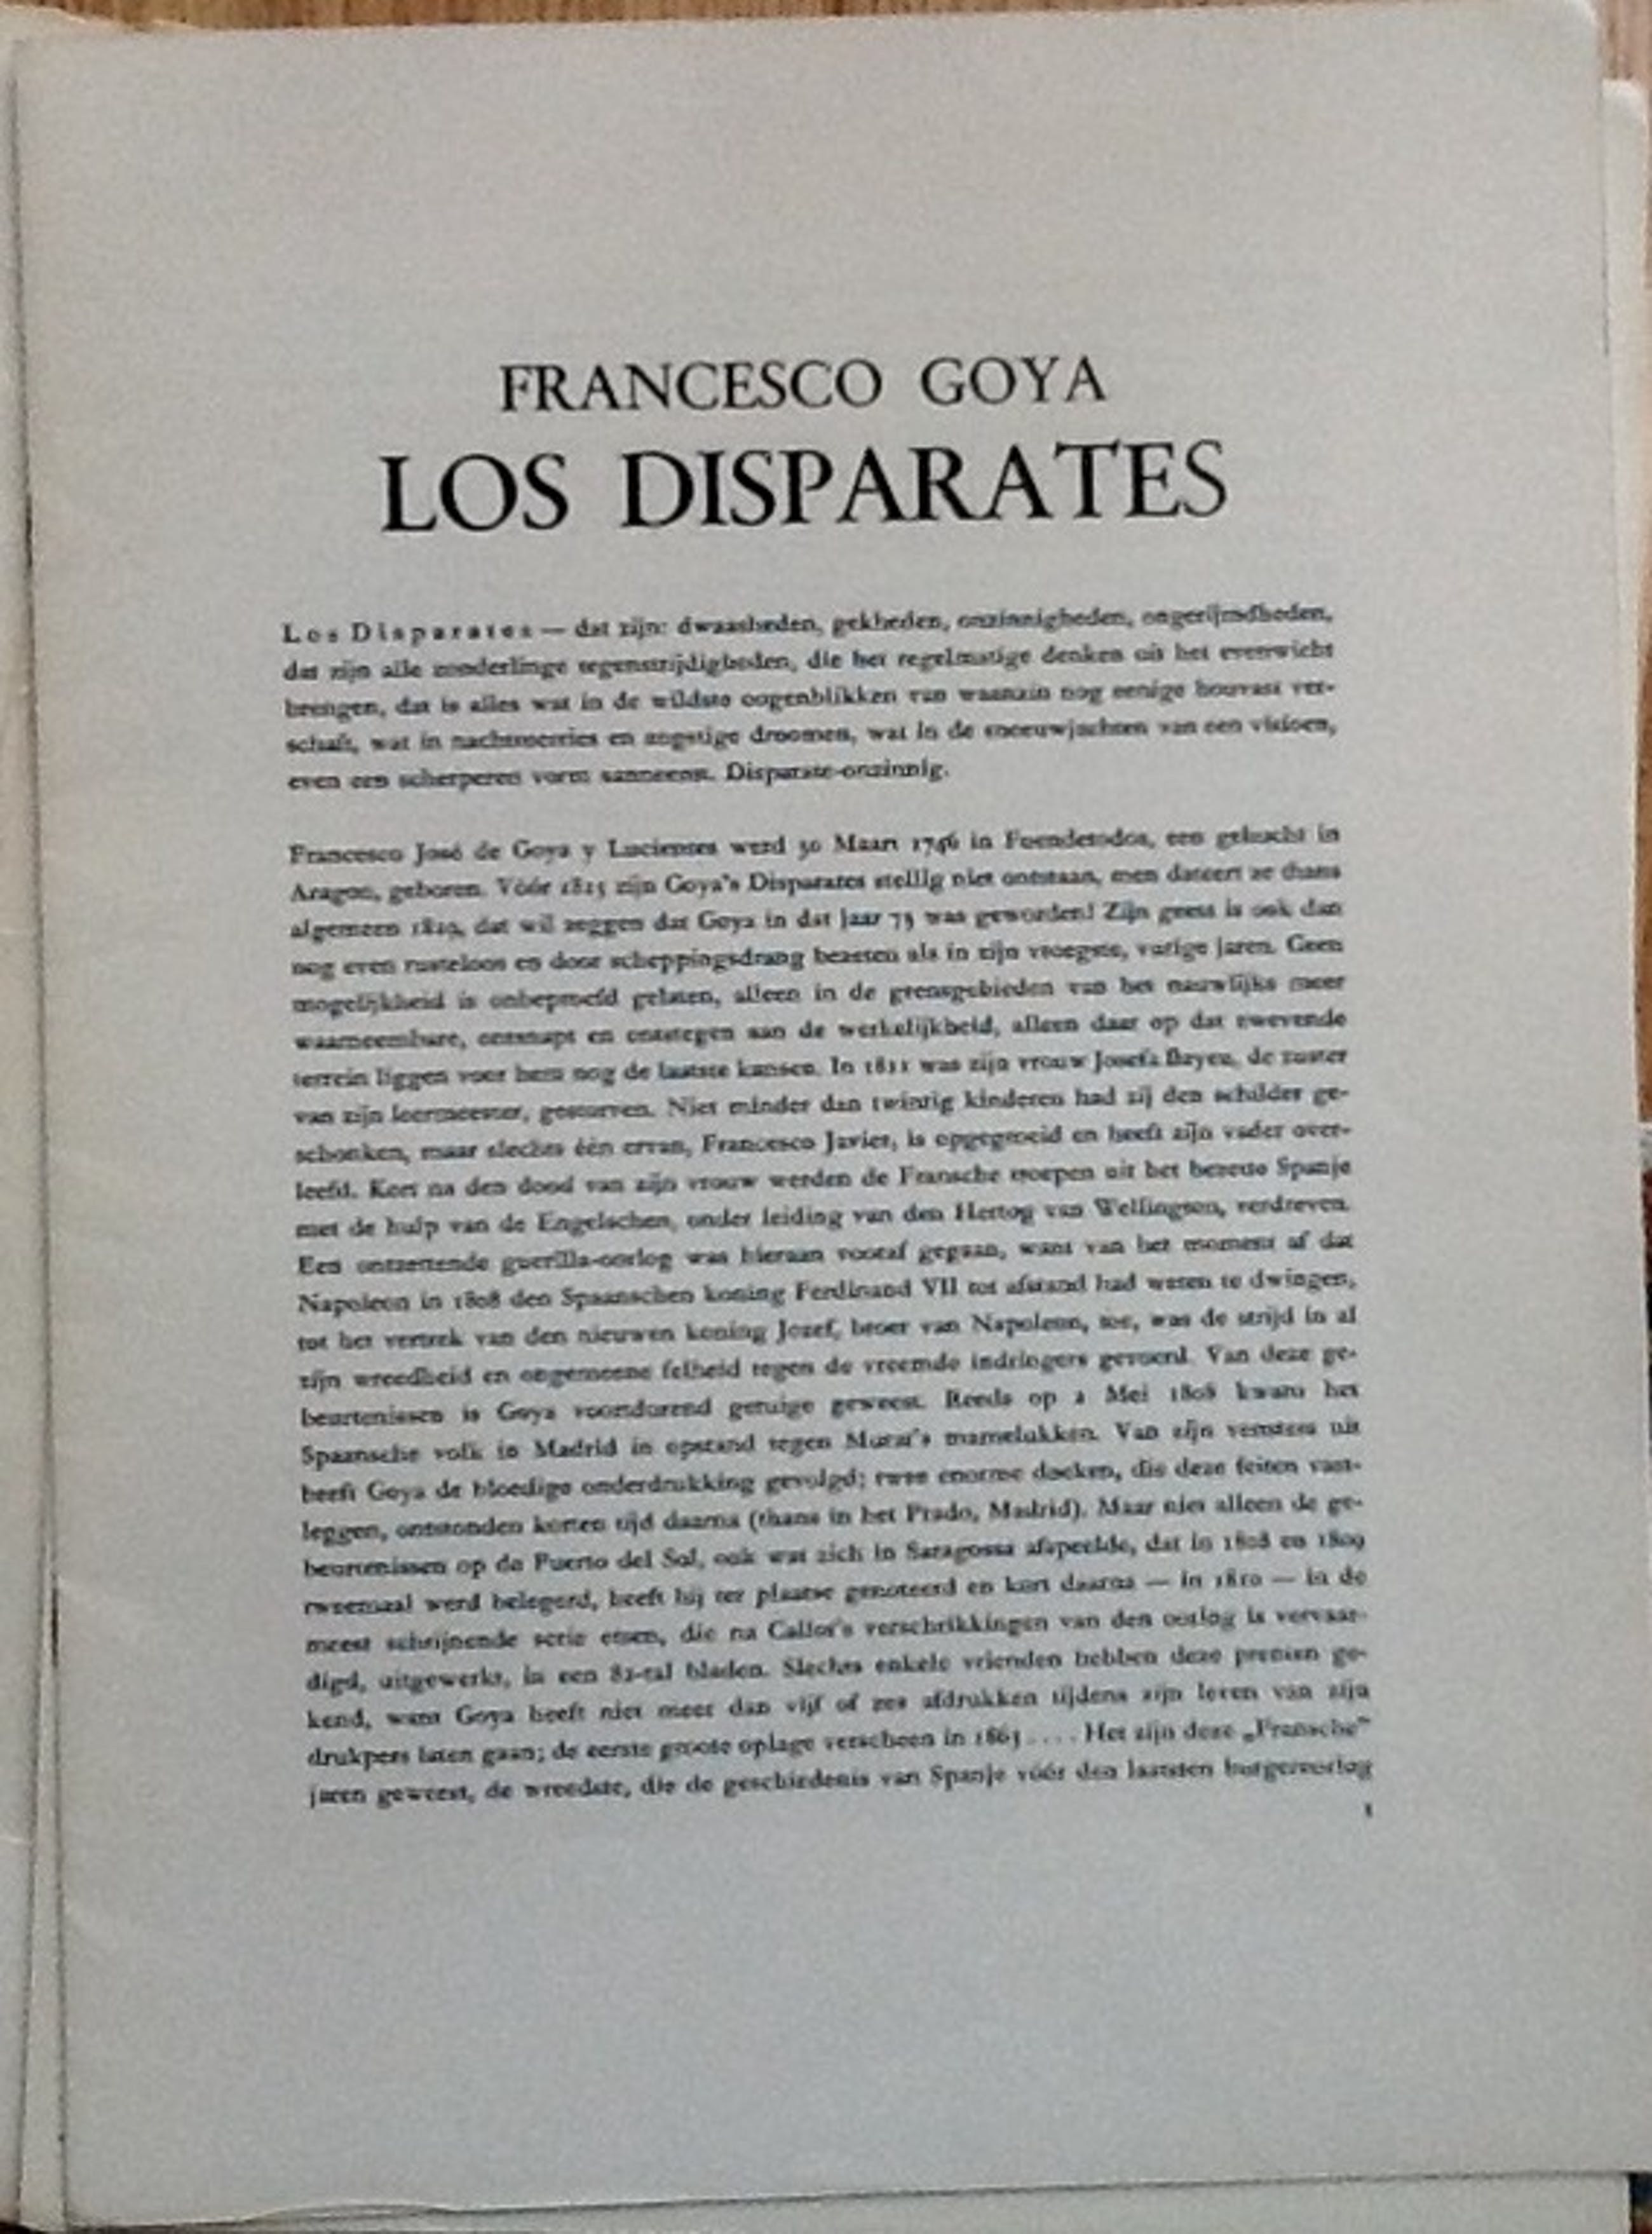 FRANCESCO GOYA
LOS DISPARATES
Los Disparates — dat zijn: dwaasheden, gekheden, onzinnigheden, ongerijmdheden,
dat zijn alle zonderlinge tegenstrijdigheden, die het regelmatige denken uit het evenwicht
brengen, dat is alles wat in de wildste oogenblikken van waanzin nog eenige houvast ver-
schaft, wat in nachtmerries en angstige droomen, wat in de sneeuwjachten van een visioen,
even een scherperen vorm aanneemt. Disparate-onzinnig.
Francesco José de Goya y Lucientes werd 30 Maart 1746 in Fuendetodos, een gehucht in
Aragon, geboren. Vóór 1815 zijn Goya's Disparates stellig niet ontstaan, men dateert ze thans
algemeen dat wil zeggen dat Goya in dat jaar 73 was geworden! Zijn geest is ook dan
nog even rusteloos en door scheppingsdrang bezeten als in zijn vroegste, vurige jaren. Geen
mogelijkheid is onbeproefd gelaten, alleen in de grensgebieden van het nauwlijks meer
waarneembare, ontsnapt en ontstegen aan de werkelijkheid, alleen daar op dat zwevende
terrein liggen voor hem nog de laatste kansen. In was zijn vrouw Josefa Bayeu, de zuster
van zijn leermeester, gestorven. Niet minder dan twintig kinderen had zij den schilder ge-
schonken, maar slechts één ervan, Francesco Javier, is opgegroeid en heeft zijn vader over-
leefd. Kort na den dood van zijn vrouw werden de Fransche troepen uit het bezette Spanje
met de hulp van de Engelschen, onder leiding van den Hertog van Wellington, verdreven.
Een ontzettende guerilla-oorlog was hieraan vooraf gegaan, want van het moment af dat
Napoleon in 1808 den Spaanschen koning Ferdinand VII tot afstand had weten te dwingen,
tot het vertrek van den nieuwen koning Jozef, broer van Napoleon, toe, was de strijd in al
zijn wreedheid en ongemeene felheid tegen de vreemde indringers gevoerd. Van deze ge-
beurtenissen is Goya voortdurend getuige geweest. Reeds op 2 Mei 1808 kwam het
Spaansche volk in Madrid in opstand tegen Murat's mamelukken. Van zijn vensters uit
heeft Goya de bloedige onderdrukking gevolgd; twee enorme doeken, die deze feiten vast-
leggen, ontstonden korten tijd daarna (thans in het Prado, Madrid). Maar niet alleen de ge-
beurtenissen op de Puerto del Sol, ook wat zich in Saragossa afspeelde, dat in 1808 en 1809
tweemaal werd belegerd, heeft hij ter plaatse genoteerd en kort daarna — in 1810 — in de
meest schrijnende serie etsen, die na Callot's verschrikkingen van den oorlog is vervaar-
digd, uitgewerkt, in een 82-tal bladen. Slechts enkele vrienden hebben deze prenten ge-
kend, want Goya heeft niet meer dan vijf of zes afdrukken tijdens zijn leven van zijn
drukpers laten gaan; de eerste groote oplage verscheen in 1863 .... Het zijn deze „Fransche"
jaren geweest, de wreedste, die de geschiedenis van Spanje vóór den laatsten burgeroorlog
1